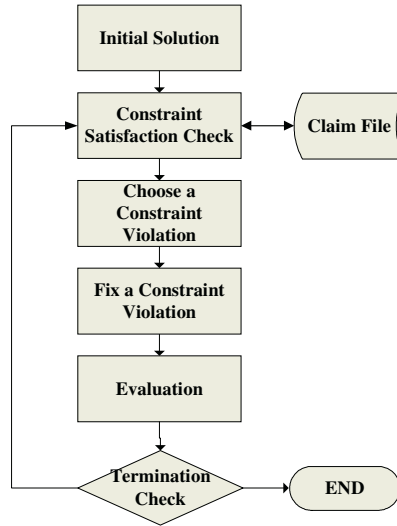 Initial Solution
Constraint
Satisfaction Check
Claim File
Choose a
Constraint
Violation
Fix a Constraint
Violation
Evaluation
Termination
Check
END